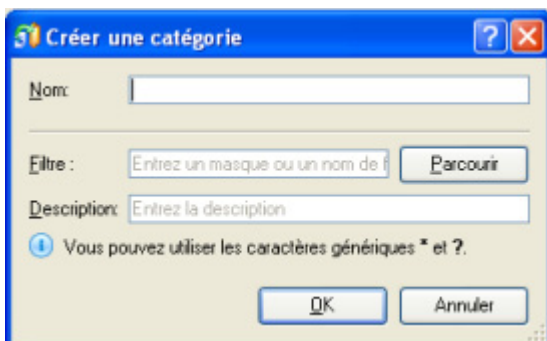 Créer une catégorie
Nom:
Filtre : Entrez un masque ou un nom de f Parcourir
Description: Entrez la description
Vous pouvez utiliser les caractères génériques * et ?.
OK Annuler